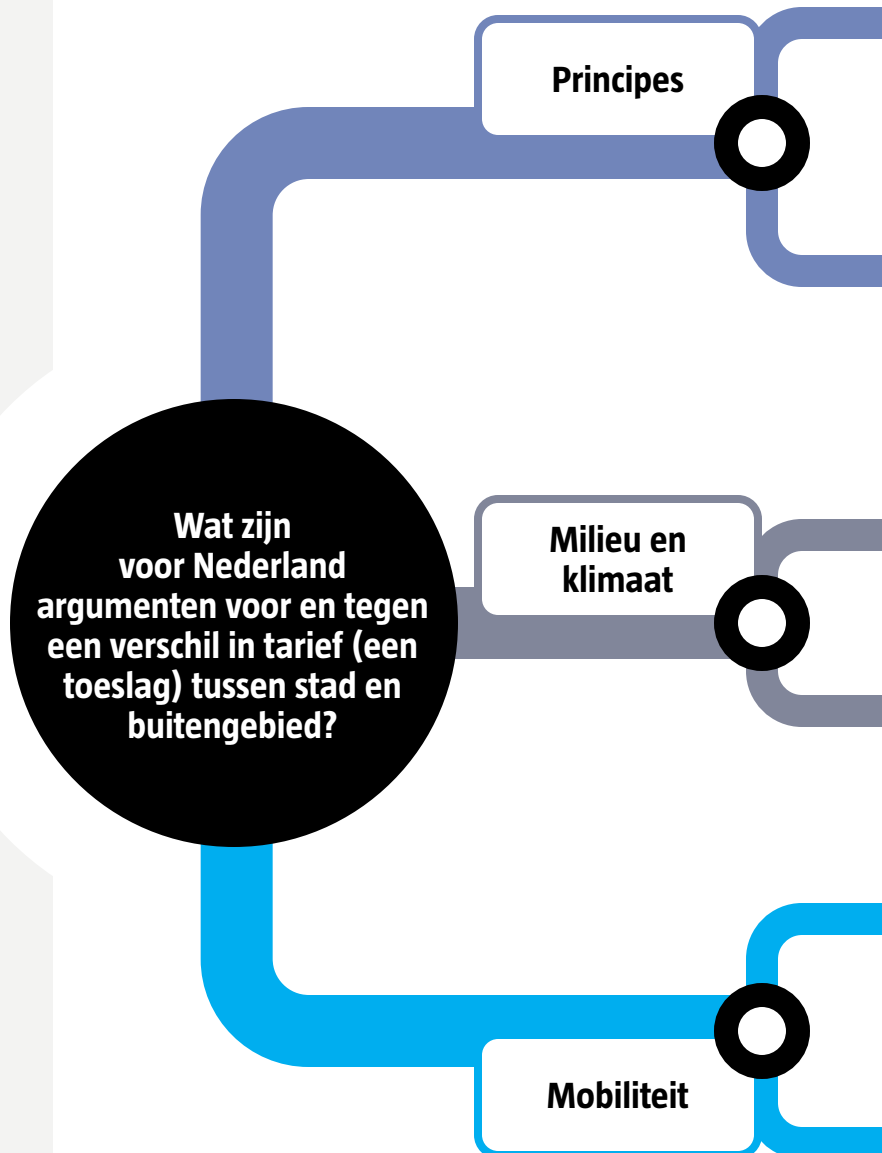 Principes
Wat zijn
voor Nederland
argumenten voor en tegen
een verschil in tarief (een
toeslag) tussen stad en
buitengebied?
Milieu en
klimaat
Mobiliteit